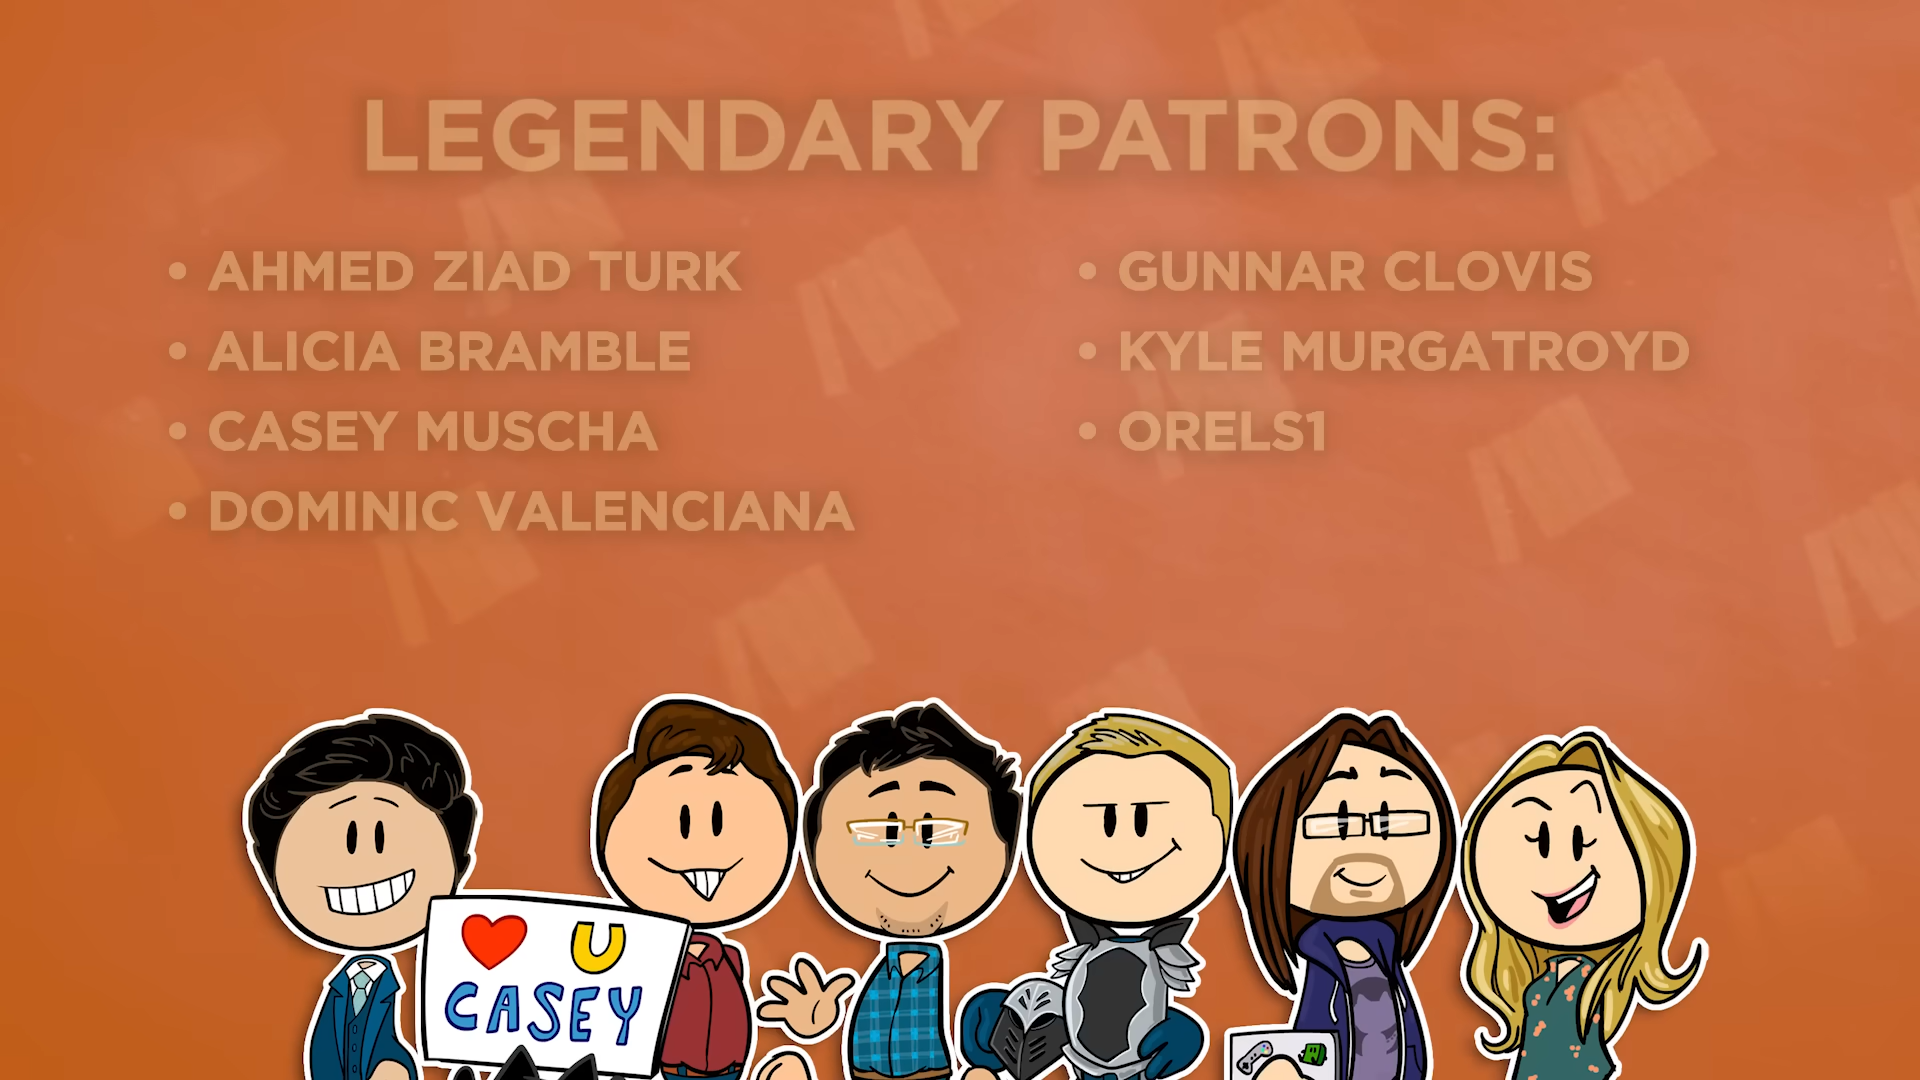 LEGENDARY PATRONS:
• AHMED ZIAD TURK
• ALICIA BRAMBLE
• CASEY MUSCHA
• DOMINIC VALENCIANA
• GUNNAR CLOVIS
• KYLE MURGATROYD
• ORELS1
❤ U
CASEY